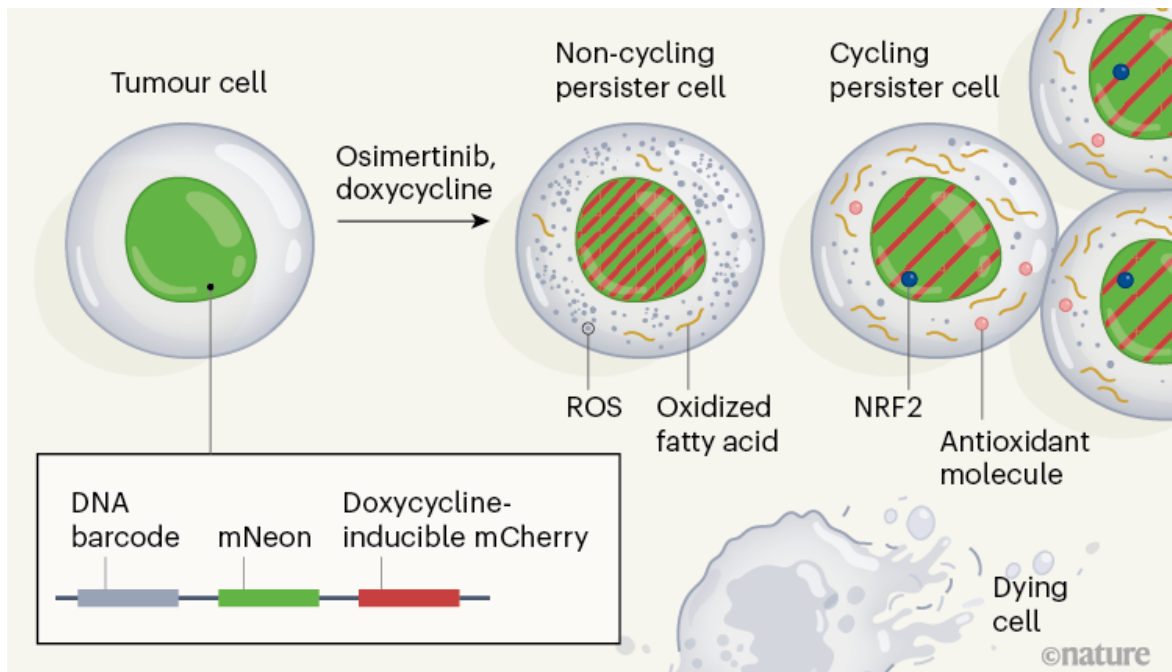 Tumour cell
Osimertinib,
doxycycline
Non-cycling
persister cell
Cycling
persister cell
ROS
Oxidized
fatty acid
NRF2
Antioxidant
molecule
DNA
barcode
mNeon
Doxycycline-
inducible mCherry
Dying
cell
©nature